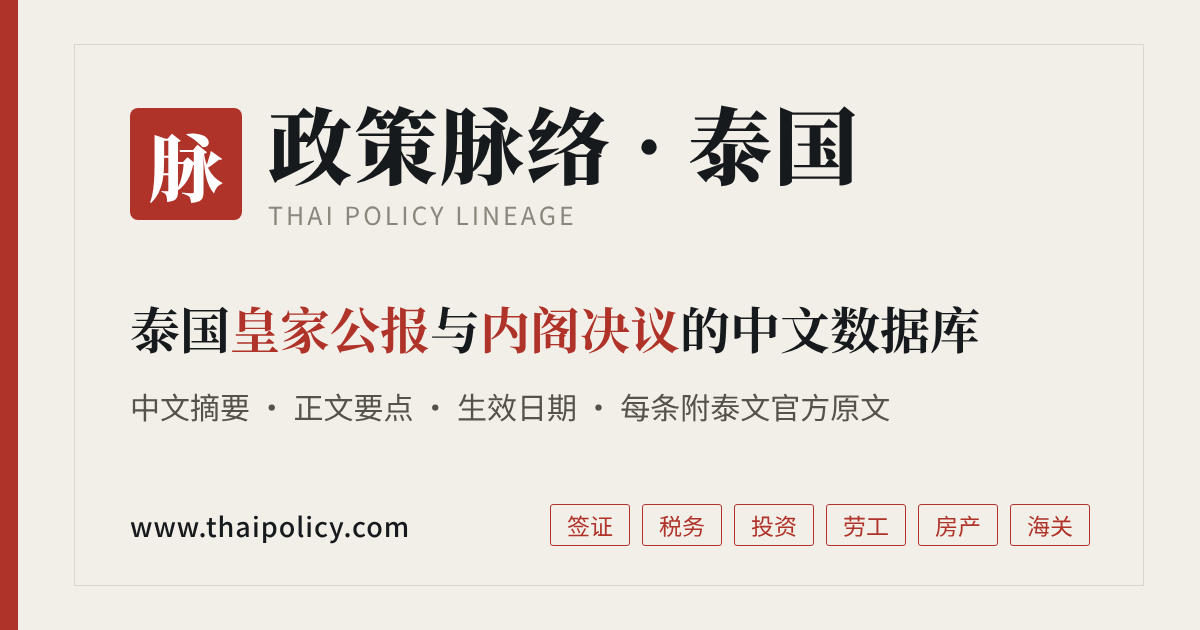 脉
政策脉络 · 泰国
THAI POLICY LINEAGE
泰国皇家公报与内阁决议的中文数据库
中文摘要 · 正文要点 · 生效日期 · 每条附泰文官方原文
www.thaipolicy.com
签证 税务 投资 劳工 房产 海关